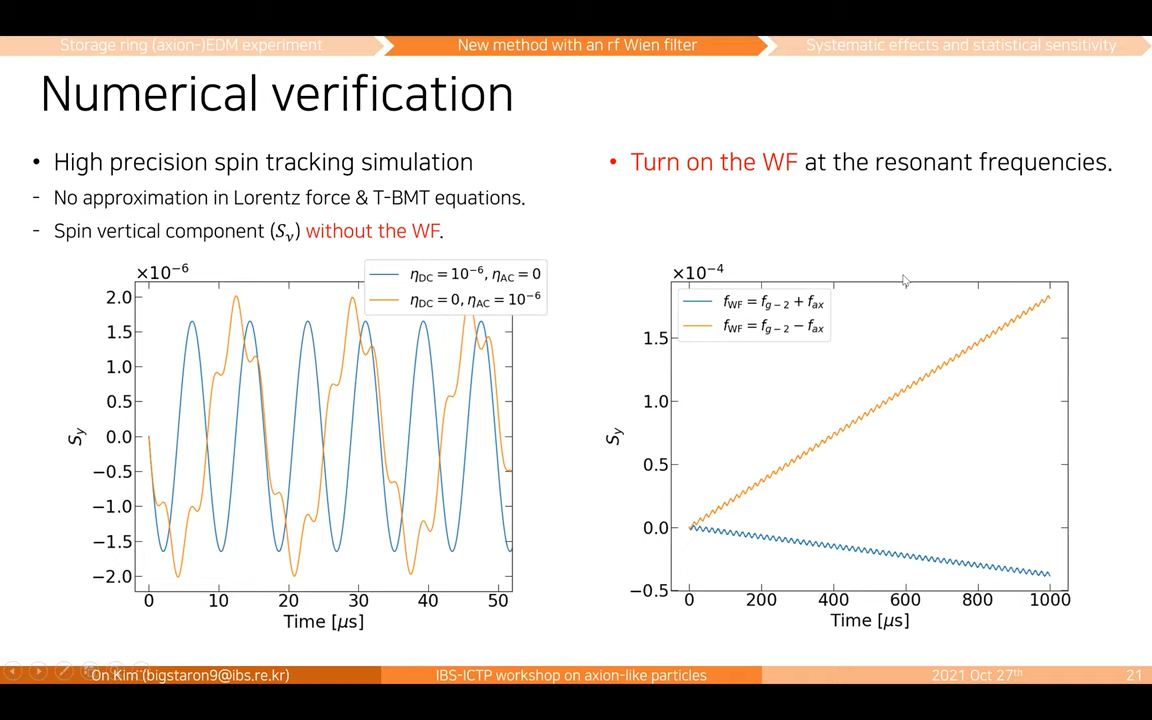 Storage ring (axion-)EDM experiment
New method with an rf Wien filter
Systematic effects and statistical sensitivity
Numerical verification
• High precision spin tracking simulation
- No approximation in Lorentz force & T-BMT equations.
- Spin vertical component (Sᵥ) without the WF.
• Turn on the WF at the resonant frequencies.
×10⁻⁶
η_DC = 10⁻⁶, η_AC = 0
η_DC = 0, η_AC = 10⁻⁶
2.0
1.5
1.0
0.5
0.0
−0.5
−1.0
−1.5
−2.0
S_y
0 10 20 30 40 50
Time [μs]
×10⁻⁴
f_WF = f_g−2 + f_ax
f_WF = f_g−2 − f_ax
1.5
1.0
0.5
0.0
−0.5
S_y
0 200 400 600 800 1000
Time [μs]
On Kim (bigstaron9@ibs.re.kr)
IBS-ICTP workshop on axion-like particles
2021 Oct 27th
21